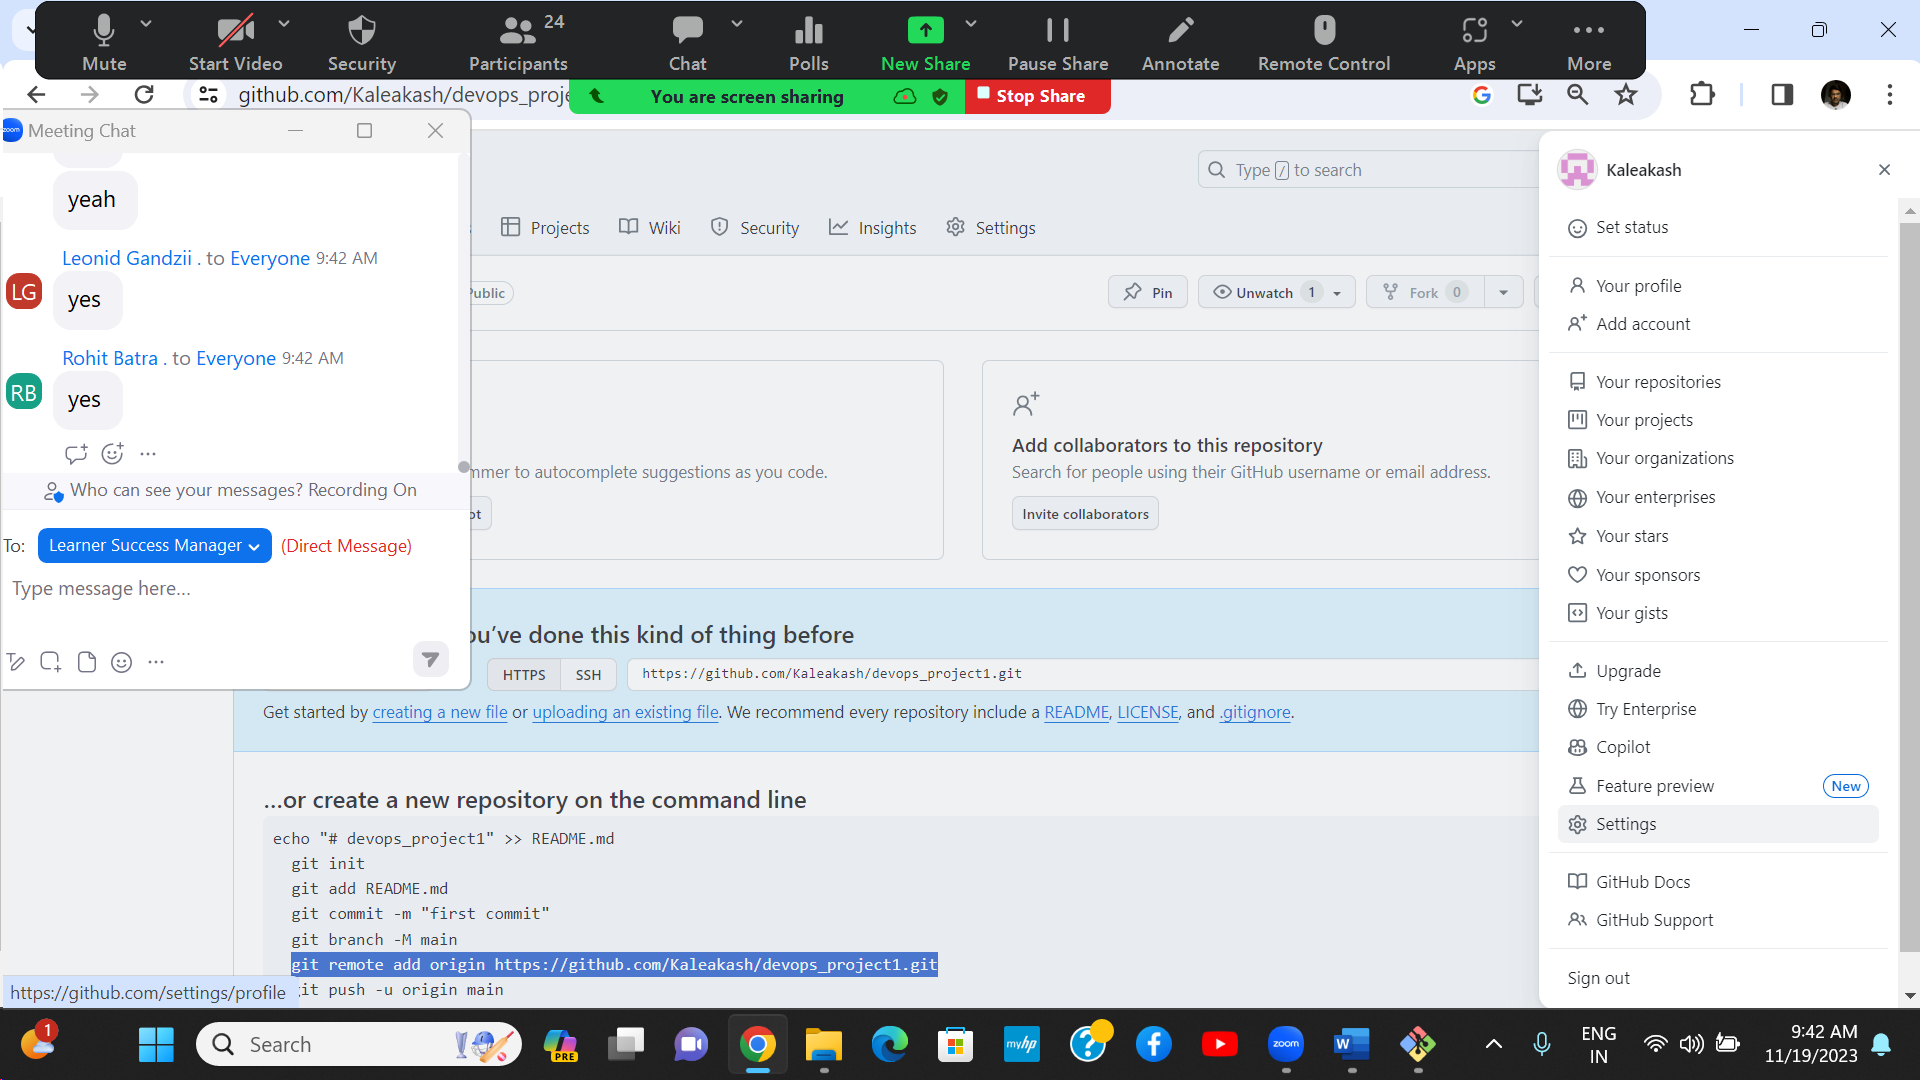 Mute
Start Video
Security
Participants
24
Chat
Polls
New Share
Pause Share
Annotate
Remote Control
Apps
More
github.com/Kaleakash/devops_proje
You are screen sharing
Stop Share
zoom
Meeting Chat
yeah
Leonid Gandzii . to Everyone 9:42 AM
LG
yes
Rohit Batra . to Everyone 9:42 AM
RB
yes
Who can see your messages? Recording On
To: Learner Success Manager (Direct Message)
Type message here...
Type / to search
Projects
Wiki
Security
Insights
Settings
Public
Pin
Unwatch 1
Fork 0
mmer to autocomplete suggestions as you code.
ot
Add collaborators to this repository
Search for people using their GitHub username or email address.
Invite collaborators
ou've done this kind of thing before
HTTPS
SSH
https://github.com/Kaleakash/devops_project1.git
Get started by creating a new file or uploading an existing file. We recommend every repository include a README, LICENSE, and .gitignore.
...or create a new repository on the command line
echo "# devops_project1" >> README.md
git init
git add README.md
git commit -m "first commit"
git branch -M main
git remote add origin https://github.com/Kaleakash/devops_project1.git
git push -u origin main
https://github.com/settings/profile
Kaleakash
Set status
Your profile
Add account
Your repositories
Your projects
Your organizations
Your enterprises
Your stars
Your sponsors
Your gists
Upgrade
Try Enterprise
Copilot
Feature preview New
Settings
GitHub Docs
GitHub Support
Sign out
1
Search
PRE
myhp
zoom
W
ENG
IN
9:42 AM
11/19/2023